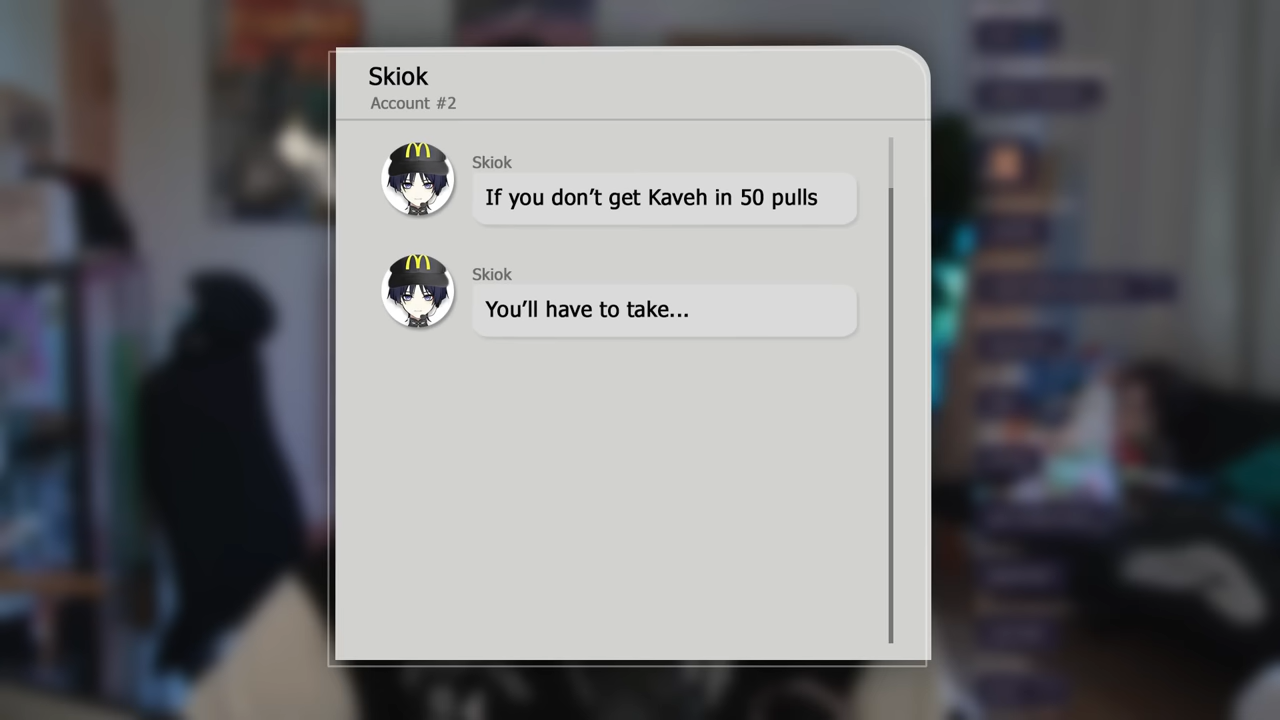 Skiok
Account #2
Skiok
If you don't get Kaveh in 50 pulls
Skiok
You'll have to take...